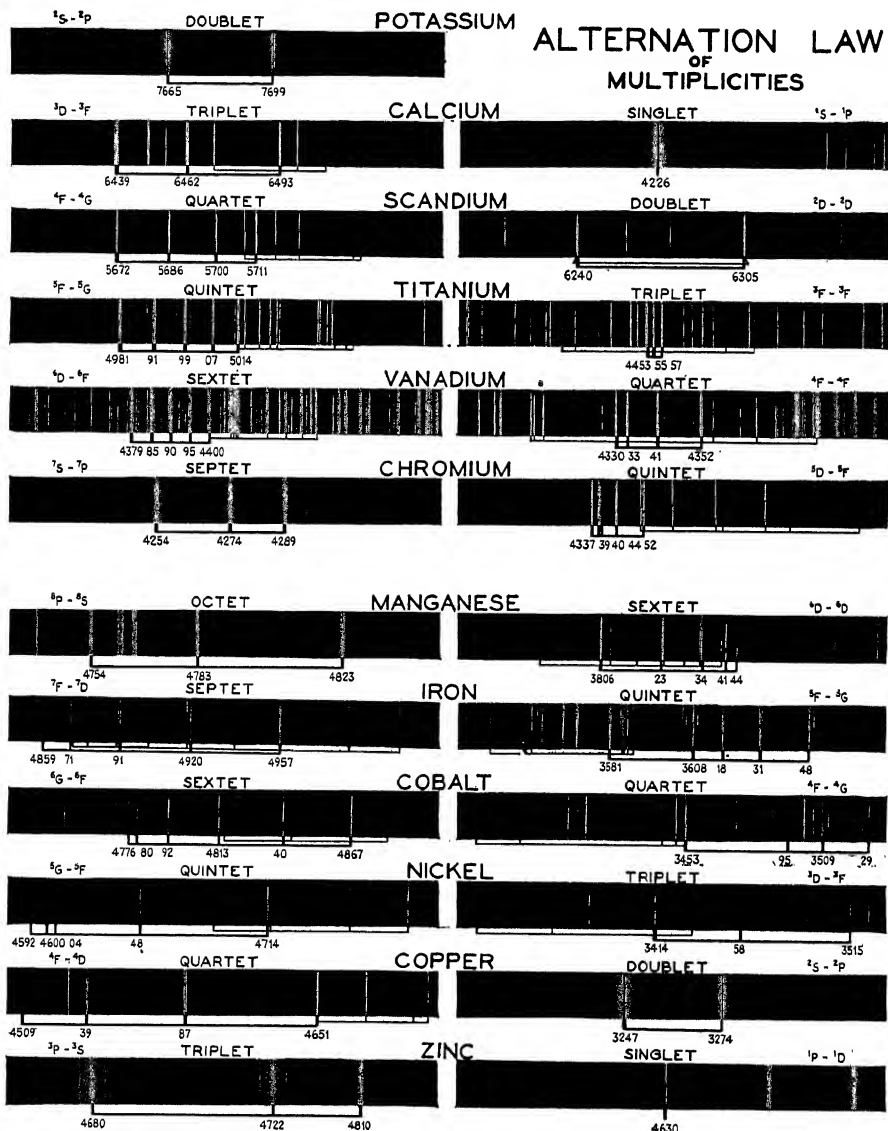 ²S - ²P DOUBLET POTASSIUM
ALTERNATION LAW
OF
MULTIPLICITIES
7665 7699
³D - ³F TRIPLET CALCIUM SINGLET ¹S - ¹P
6439 6462 6493 4226
⁴F - ⁴G QUARTET SCANDIUM DOUBLET ²D - ²D
5672 5686 5700 5711 6240 6305
⁵F - ⁵G QUINTET TITANIUM TRIPLET ³F - ³F
4981 91 99 07 5014 4453 55 57
⁶D - ⁶F SEXTET VANADIUM QUARTET ⁴F - ⁴F
4379 85 90 95 4400 4330 33 41 4352
⁷S - ⁷P SEPTET CHROMIUM QUINTET ⁵D - ⁵F
4254 4274 4289 4337 39 40 44 52
⁸P - ⁸S OCTET MANGANESE SEXTET ⁶D - ⁶D
4754 4783 4823 3806 23 34 41 44
⁷F - ⁷D SEPTET IRON QUINTET ⁵F - ⁵G
4859 71 91 4920 4957 3581 3608 18 31 48
⁶G - ⁶F SEXTET COBALT QUARTET ⁴F - ⁴G
4776 80 92 4813 40 4867 3453 95 3509 29
⁵G - ⁵F QUINTET NICKEL TRIPLET ³D - ³F
4592 4600 04 48 4714 3414 58 3515
⁴F - ⁴D QUARTET COPPER DOUBLET ²S - ²P
4509 39 87 4651 3247 3274
³P - ³S TRIPLET ZINC SINGLET ¹P - ¹D
4680 4722 4810 4630